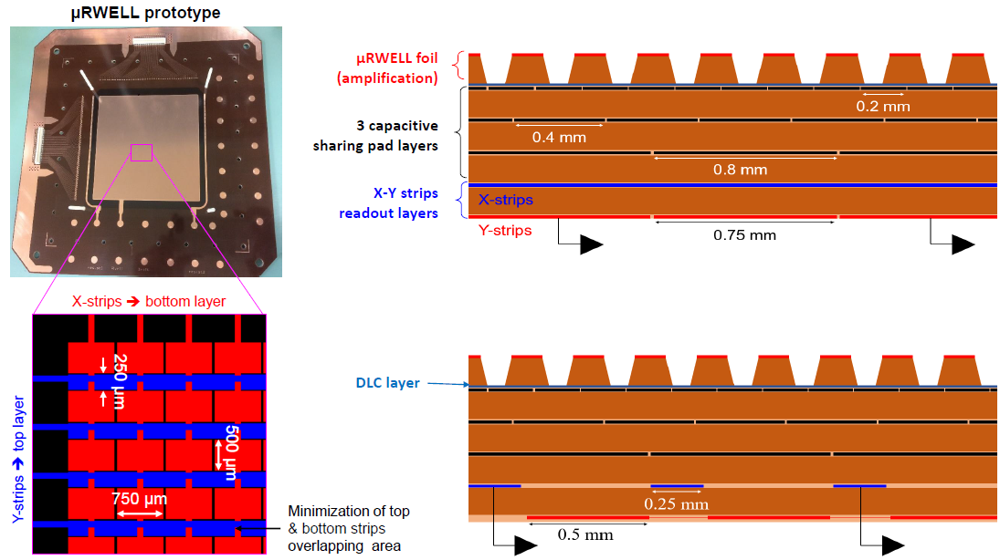 µRWELL prototype
µRWELL foil
(amplification)
3 capacitive
sharing pad layers
X-Y strips
readout layers
0.2 mm
0.4 mm
0.8 mm
X-strips
Y-strips
0.75 mm
X-strips ➔ bottom layer
Y-strips ➔ top layer
250 µm
500 µm
750 µm
Minimization of top
& bottom strips
overlapping area
DLC layer
0.25 mm
0.5 mm